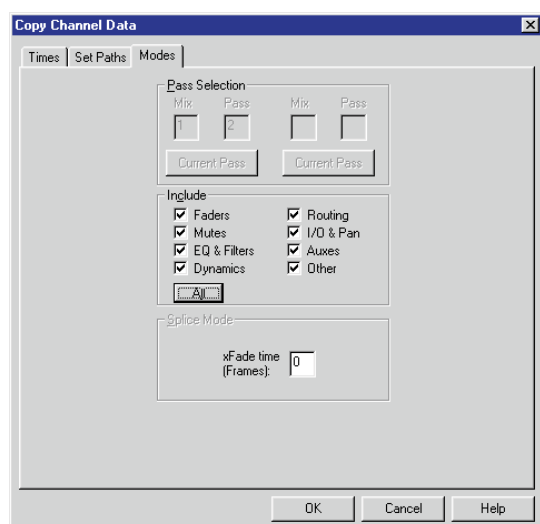 Copy Channel Data
Times Set Paths Modes
Pass Selection
Mix Pass Mix Pass
1 2
Current Pass Current Pass
Include
Faders Routing
Mutes I/O & Pan
EQ & Filters Auxes
Dynamics Other
All
Splice Mode
xFade time 0
(Frames):
OK Cancel Help